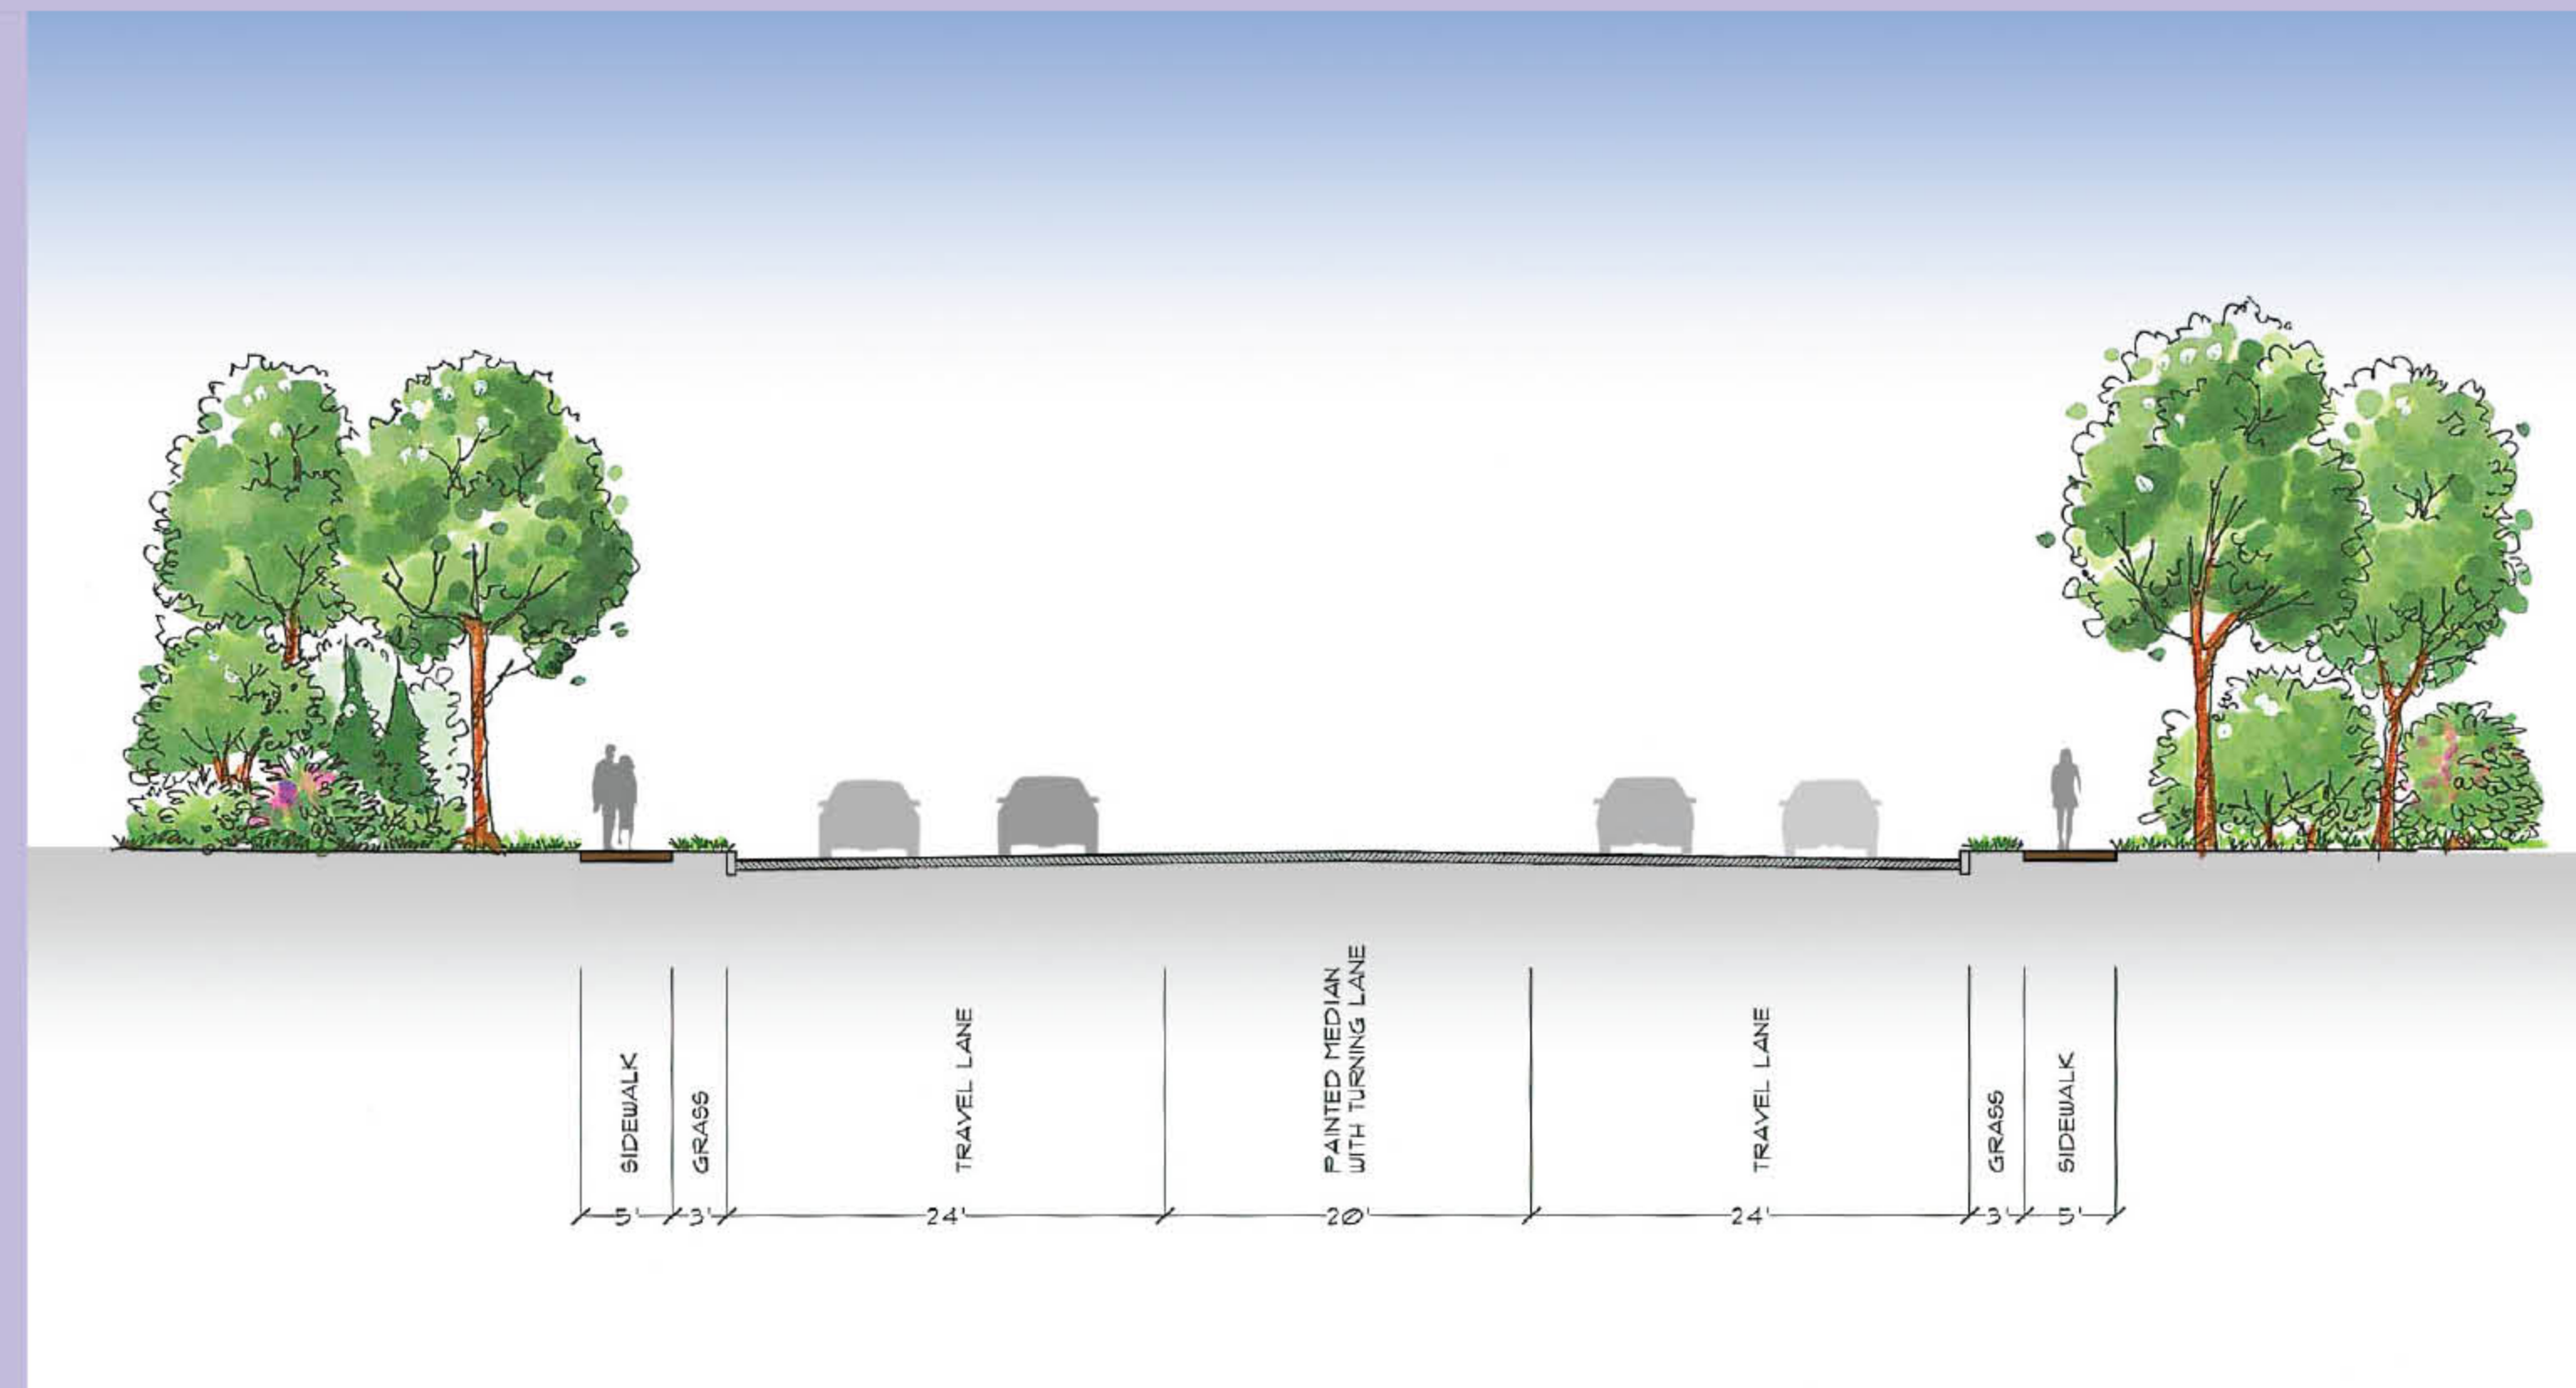 SIDEWALK
GRASS
TRAVEL LANE
PAINTED MEDIAN
WITH TURNING LANE
TRAVEL LANE
GRASS
SIDEWALK
5'
3'
24'
20'
24'
3'
5'